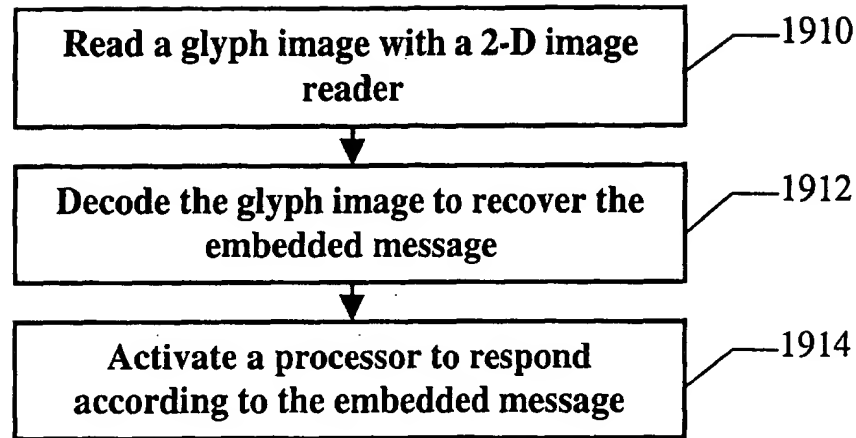 Read a glyph image with a 2-D image
reader
1910
Decode the glyph image to recover the
embedded message
1912
Activate a processor to respond
according to the embedded message
1914